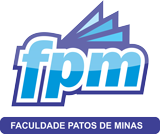 fpm
FACULDADE PATOS DE MINAS